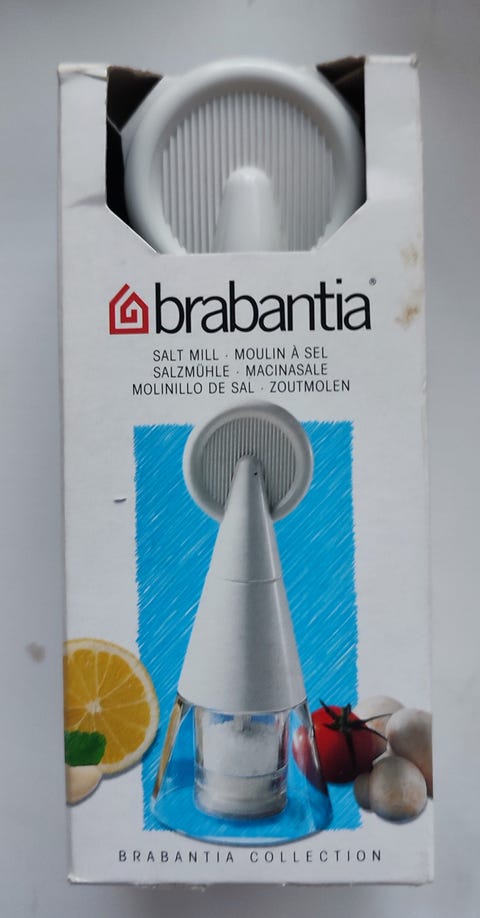 brabantia®
SALT MILL · MOULIN À SEL
SALZMÜHLE · MACINASALE
MOLINILLO DE SAL · ZOUTMOLEN
BRABANTIA COLLECTION